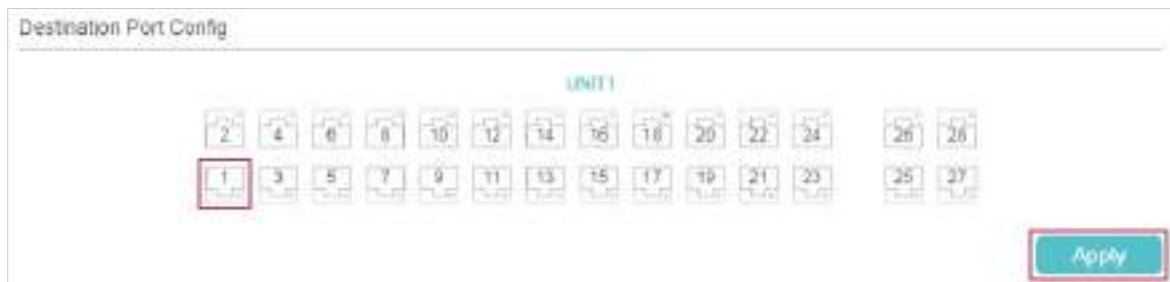 Destination Port Config
UNIT1
2 4 6 8 10 12 14 16 18 20 22 24 26 28
1 3 5 7 9 11 13 15 17 19 21 23 25 27
Apply